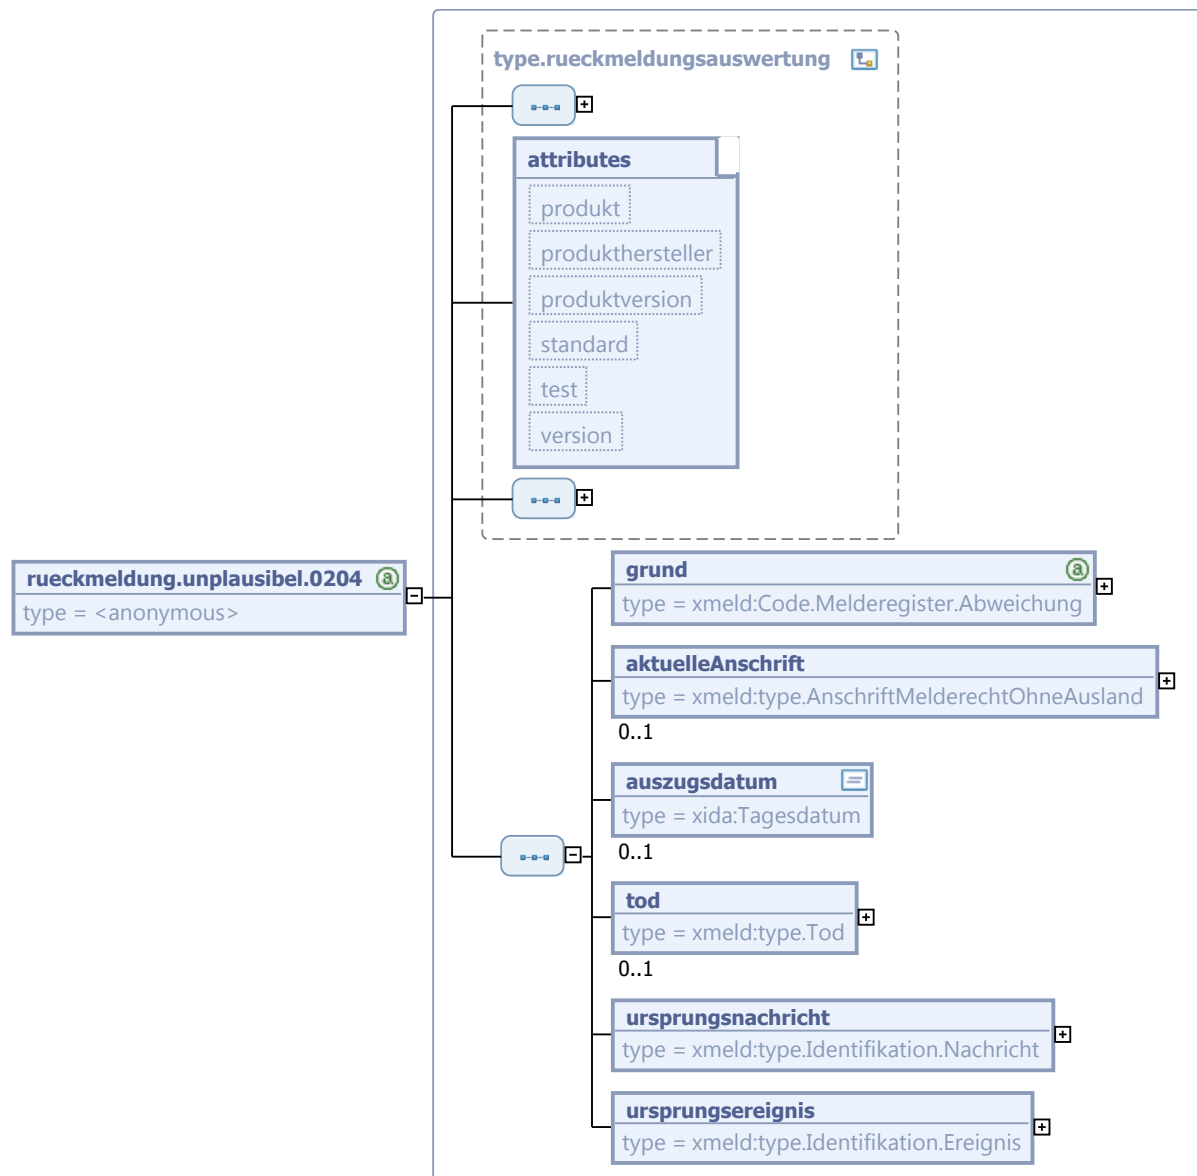 type.rueckmeldungsauswertung
attributes
produkt
produkthersteller
produktversion
standard
test
version
rueckmeldung.unplausibel.0204
type = <anonymous>
grund
type = xmeld:Code.Melderegister.Abweichung
aktuelleAnschrift
type = xmeld:type.AnschriftMelderechtOhneAusland
0..1
auszugsdatum
type = xida:Tagesdatum
0..1
tod
type = xmeld:type.Tod
0..1
ursprungsnachricht
type = xmeld:type.Identifikation.Nachricht
ursprungsereignis
type = xmeld:type.Identifikation.Ereignis